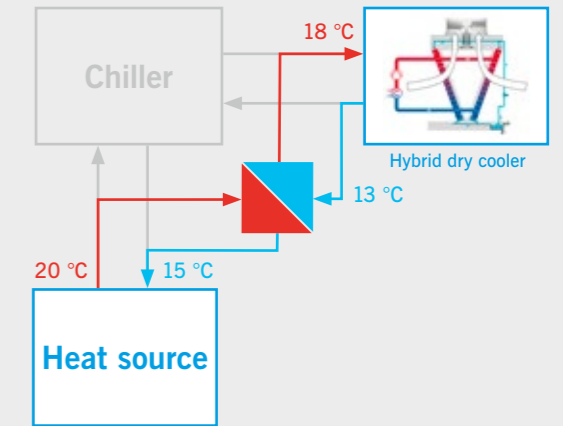 18 °C
Chiller
Hybrid dry cooler
13 °C
20 °C
15 °C
Heat source